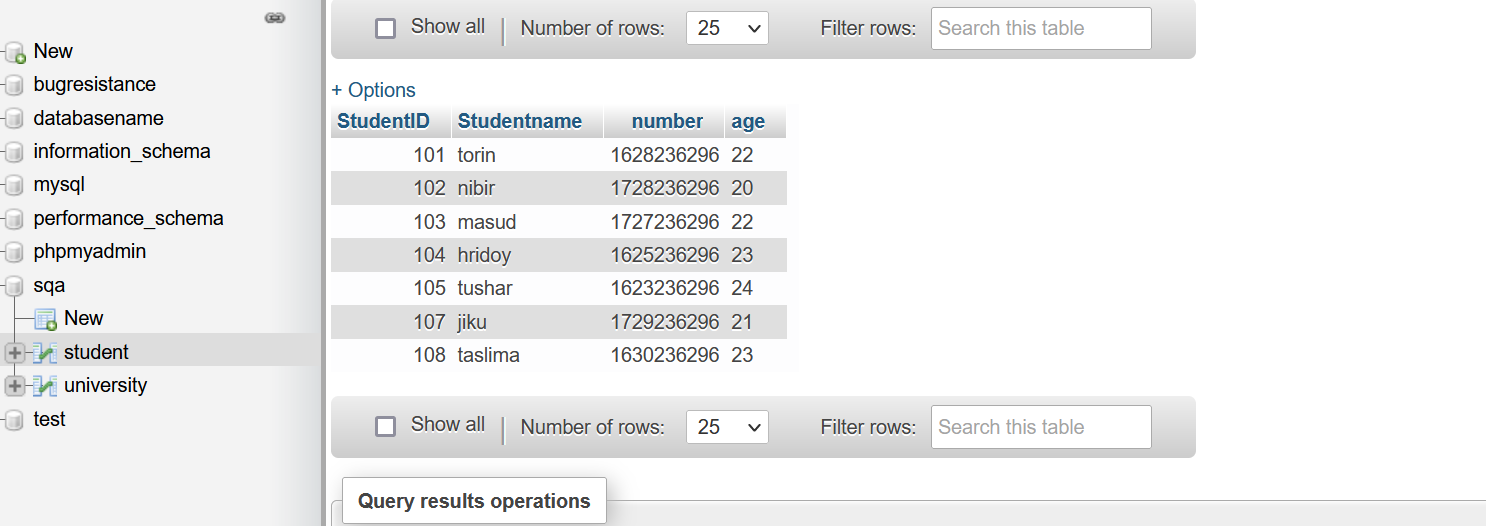 New
bugresistance
databasename
information_schema
mysql
performance_schema
phpmyadmin
sqa
New
student
university
test
Show all Number of rows: 25 Filter rows: Search this table
+ Options
StudentID Studentname number age
101 torin 1628236296 22
102 nibir 1728236296 20
103 masud 1727236296 22
104 hridoy 1625236296 23
105 tushar 1623236296 24
107 jiku 1729236296 21
108 taslima 1630236296 23
Show all Number of rows: 25 Filter rows: Search this table
Query results operations